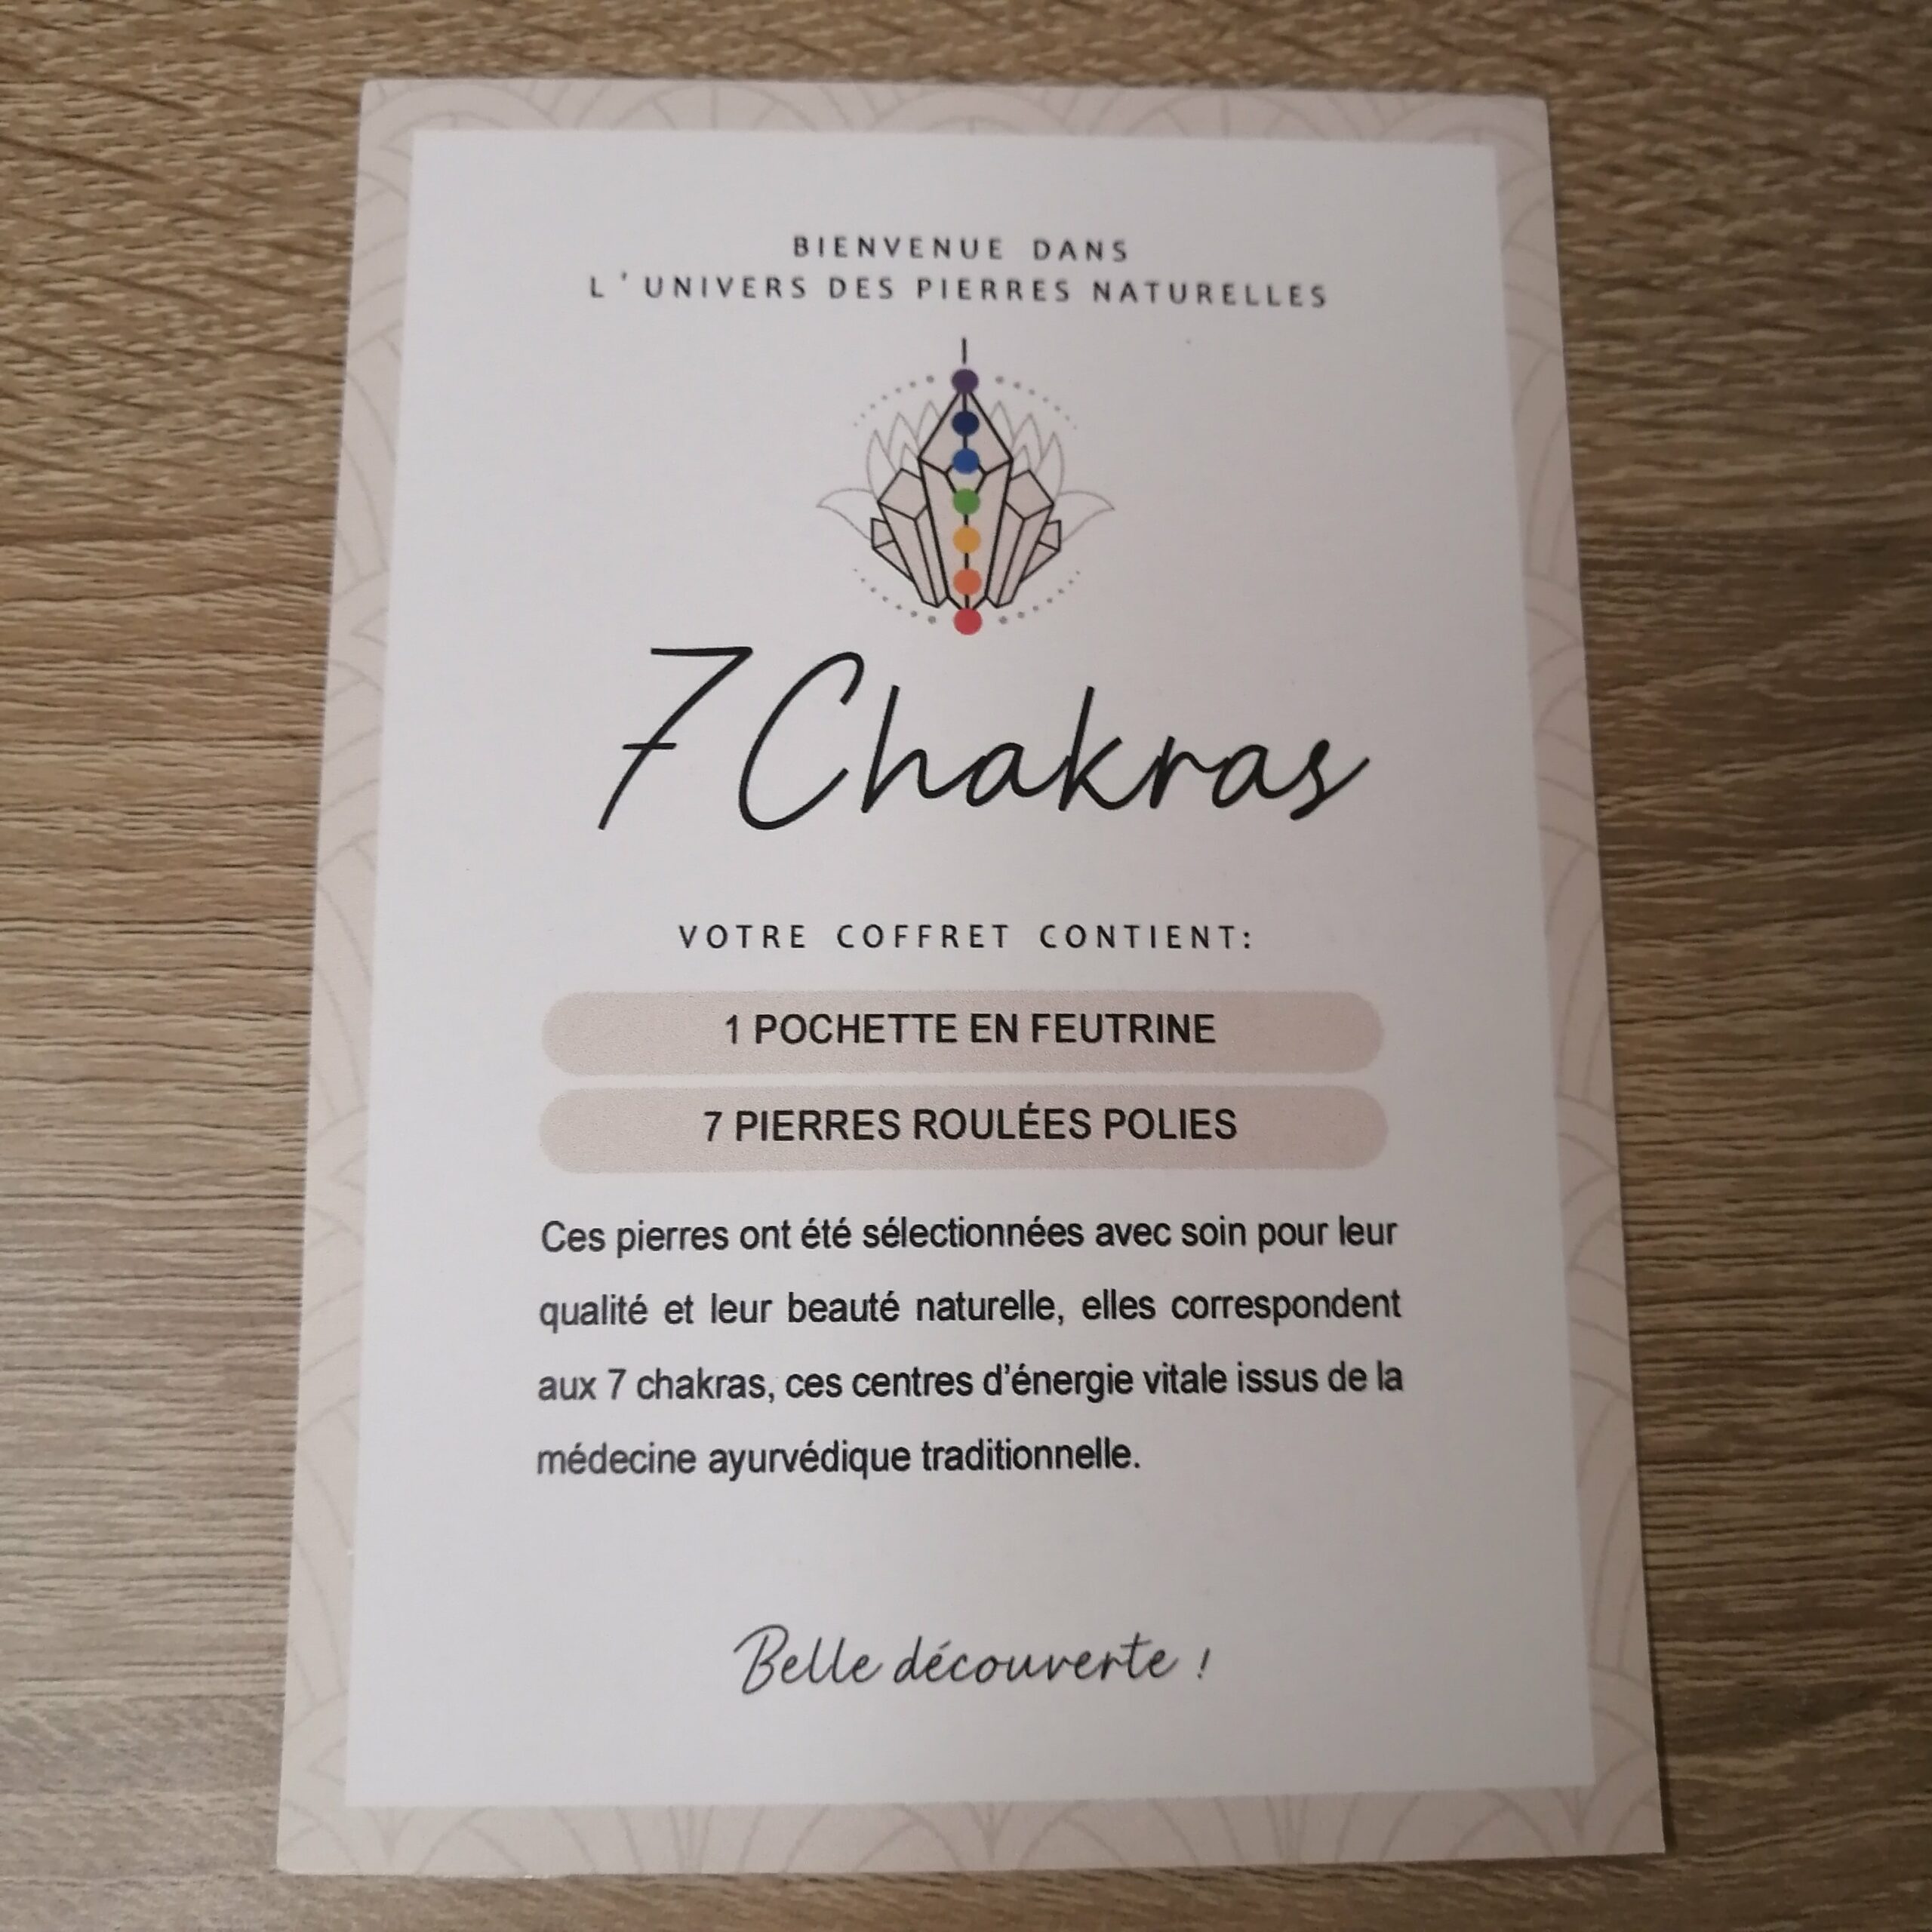 BIENVENUE DANS
L'UNIVERS DES PIERRES NATURELLES
7 Chakras
VOTRE COFFRET CONTIENT:
1 POCHETTE EN FEUTRINE
7 PIERRES ROULÉES POLIES
Ces pierres ont été sélectionnées avec soin pour leur
qualité et leur beauté naturelle, elles correspondent
aux 7 chakras, ces centres d'énergie vitale issus de la
médecine ayurvédique traditionnelle.
Belle découverte !